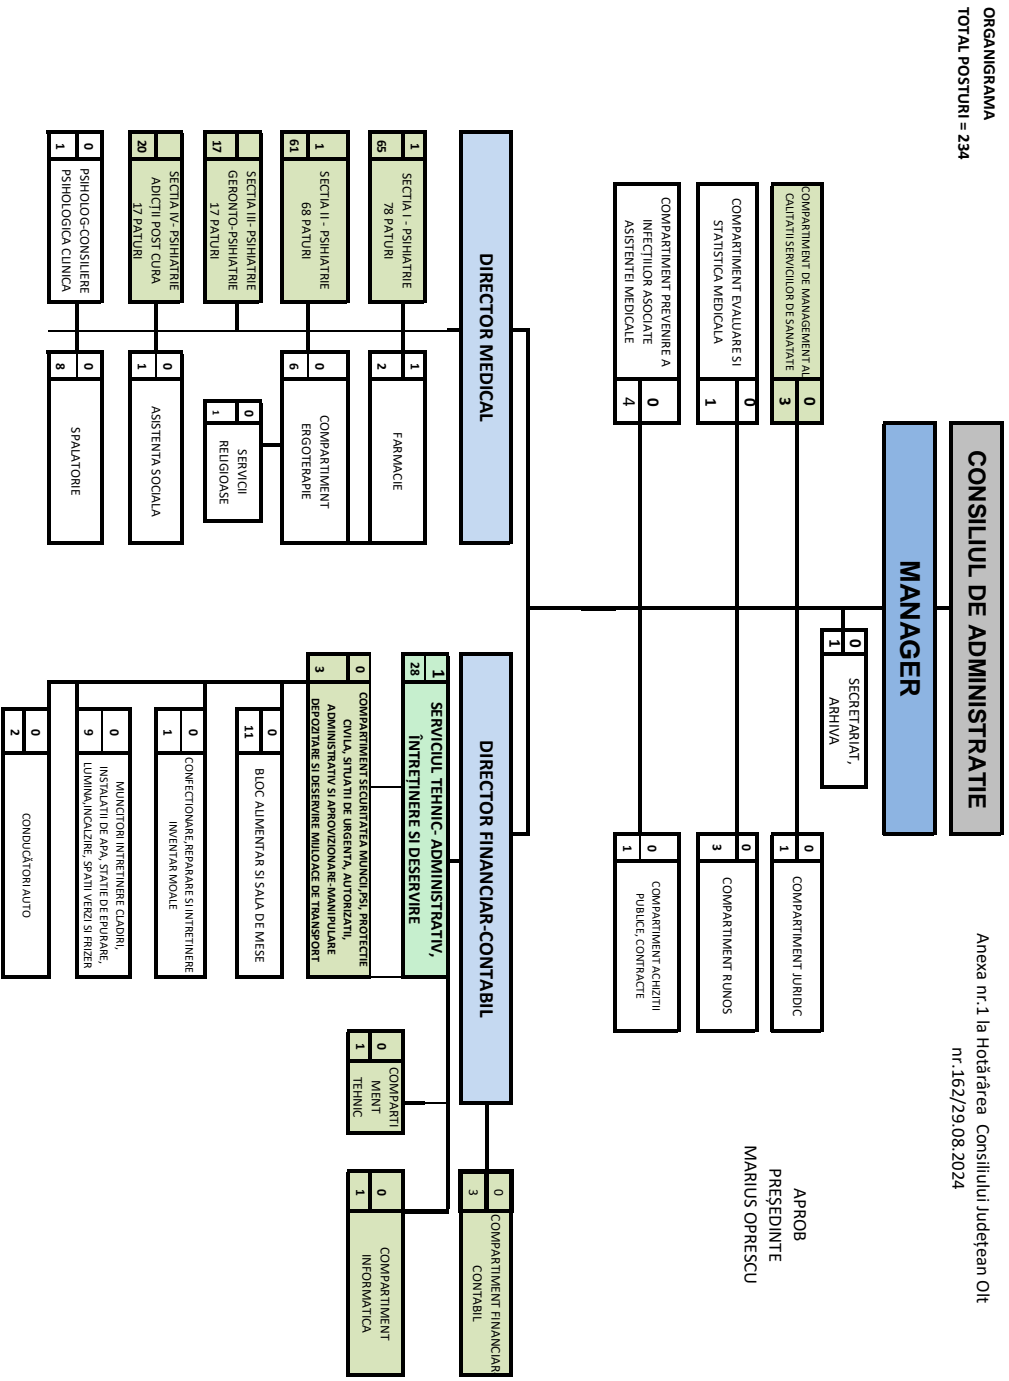 ORGANIGRAMA
TOTAL POSTURI = 234
Anexa nr.1 la Hotărârea Consiliului Județean Olt
nr.162/29.08.2024
APROB
PREȘEDINTE
MARIUS OPRESCU
CONSILIUL DE ADMINISTRATIE
MANAGER
0
1
SECRETARIAT,
ARHIVA
COMPARTIMENT DE MANAGEMENT AL
CALITATII SERVICIILOR DE SANATATE
0
3
0
1
COMPARTIMENT JURIDIC
COMPARTIMENT EVALUARE SI
STATISTICA MEDICALA
0
1
0
3
COMPARTIMENT RUNOS
COMPARTIMENT PREVENIRE A
INFECȚIILOR ASOCIATE
ASISTENTEI MEDICALE
0
4
0
1
COMPARTIMENT ACHIZITII
PUBLICE, CONTRACTE
DIRECTOR MEDICAL
DIRECTOR FINANCIAR-CONTABIL
0
3
COMPARTIMENT FINANCIAR
CONTABIL
1
65
SECTIA I - PSIHIATRIE
78 PATURI
1
2
FARMACIE
1
61
SECTIA II - PSIHIATRIE
68 PATURI
0
6
COMPARTIMENT
ERGOTERAPIE
17
SECTIA III- PSIHIATRIE
GERONTO-PSIHIATRIE
17 PATURI
0
1
SERVICII
RELIGIOASE
20
SECTIA IV- PSIHIATRIE
ADICȚII POST CURA
17 PATURI
0
1
ASISTENTA SOCIALA
0
1
PSIHOLOG-CONSILIERE
PSIHOLOGICA CLINICA
0
8
SPALATORIE
1
28
SERVICIUL TEHNIC- ADMINISTRATIV,
ÎNTREȚINERE SI DESERVIRE
0
3
COMPARTIMENT SECURITATEA MUNCII,PSI, PROTECTIE
CIVILA, SITUATII DE URGENTA, AUTORIZATII,
ADMINISTRATIV SI APROVIZIONARE-MANIPULARE
DEPOZITARE SI DESERVIRE MIJLOACE DE TRANSPORT
0
11
BLOC ALIMENTAR SI SALA DE MESE
0
1
CONFECTIONARE,REPARARE SI INTRETINERE
INVENTAR MOALE
0
9
MUNCITORI INTRETINERE CLADIRI,
INSTALATII DE APA, STATIE DE EPURARE,
LUMINA,INCALZIRE, SPATII VERZI SI FRIZER
0
2
CONDUCĂTORI AUTO
0
1
COMPARTI
MENT
TEHNIC
0
1
COMPARTIMENT
INFORMATICA